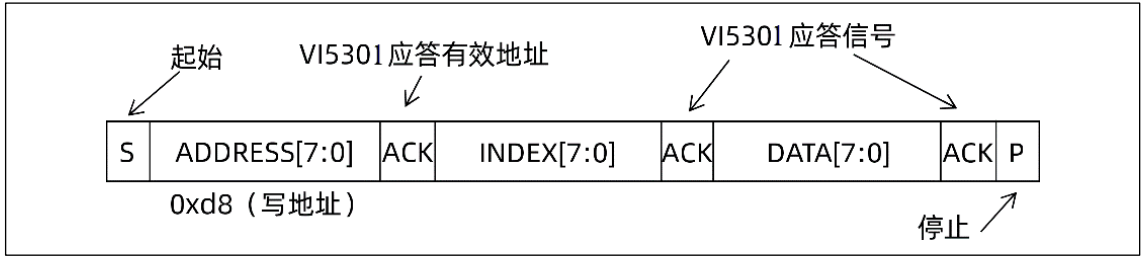 起始
VI5301应答有效地址
VI5301应答信号
S ADDRESS[7:0] ACK INDEX[7:0] ACK DATA[7:0] ACK P
0xd8（写地址）
停止